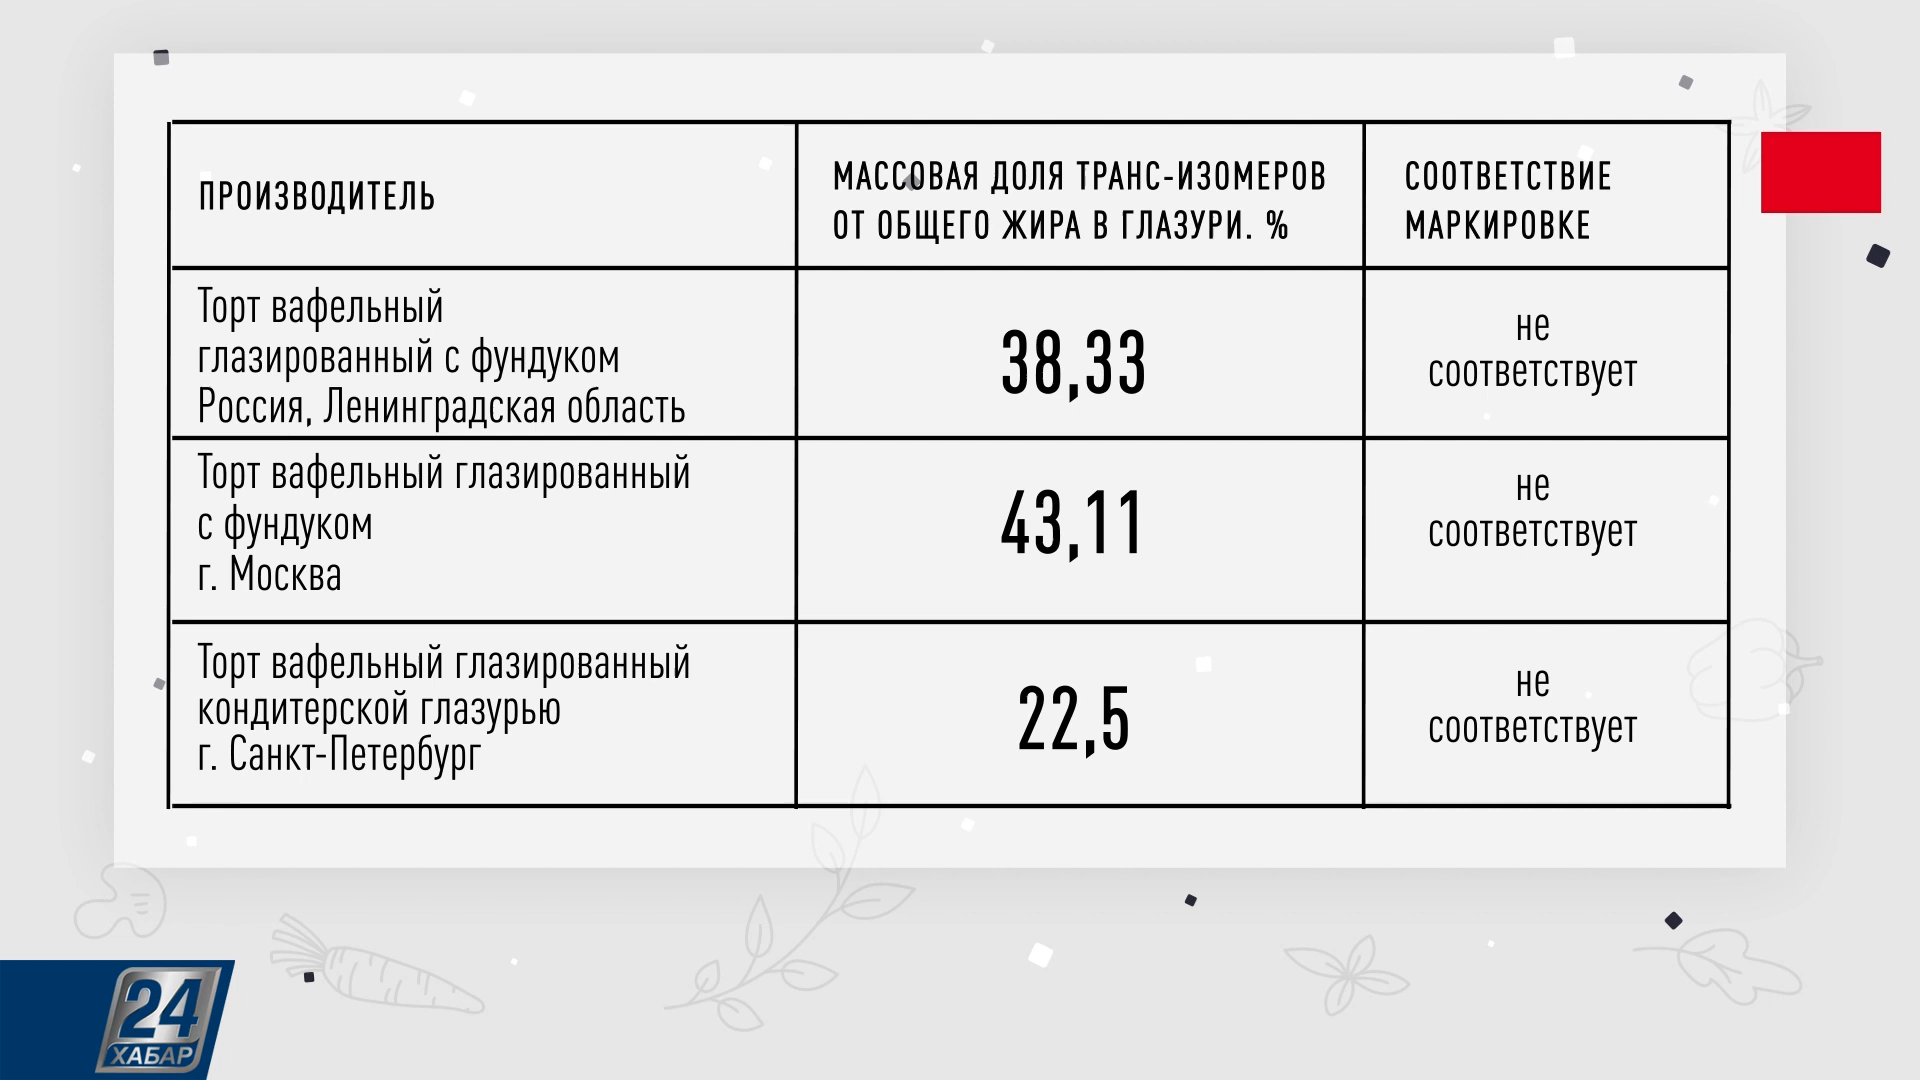 ПРОИЗВОДИТЕЛЬ
МАССОВАЯ ДОЛЯ ТРАНС-ИЗОМЕРОВ
ОТ ОБЩЕГО ЖИРА В ГЛАЗУРИ. %
СООТВЕТСТВИЕ
МАРКИРОВКЕ
Торт вафельный
глазированный с фундуком
Россия, Ленинградская область
38,33
не
соответствует
Торт вафельный глазированный
с фундуком
г. Москва
43,11
не
соответствует
Торт вафельный глазированный
кондитерской глазурью
г. Санкт-Петербург
22,5
не
соответствует
24
ХАБАР